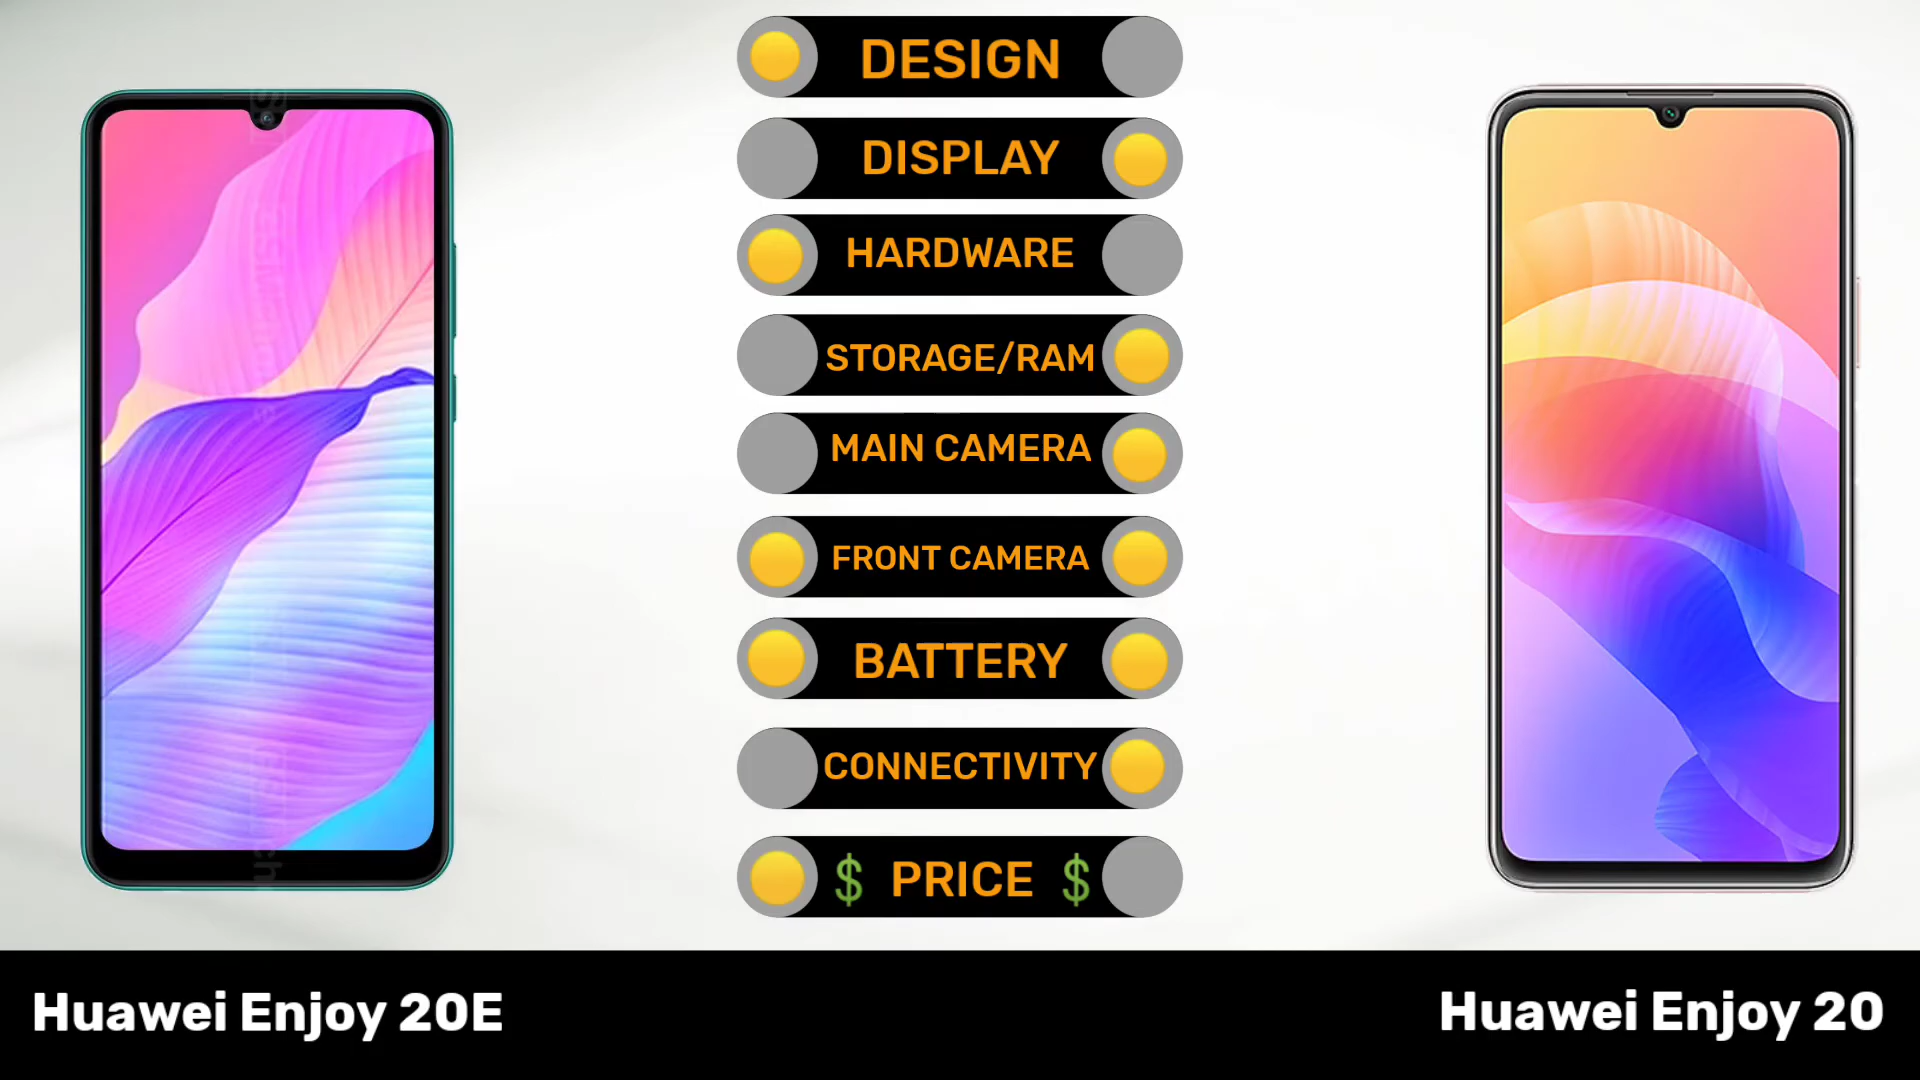 DESIGN
DISPLAY
HARDWARE
STORAGE/RAM
MAIN CAMERA
FRONT CAMERA
BATTERY
CONNECTIVITY
$ PRICE $
Huawei Enjoy 20E
Huawei Enjoy 20